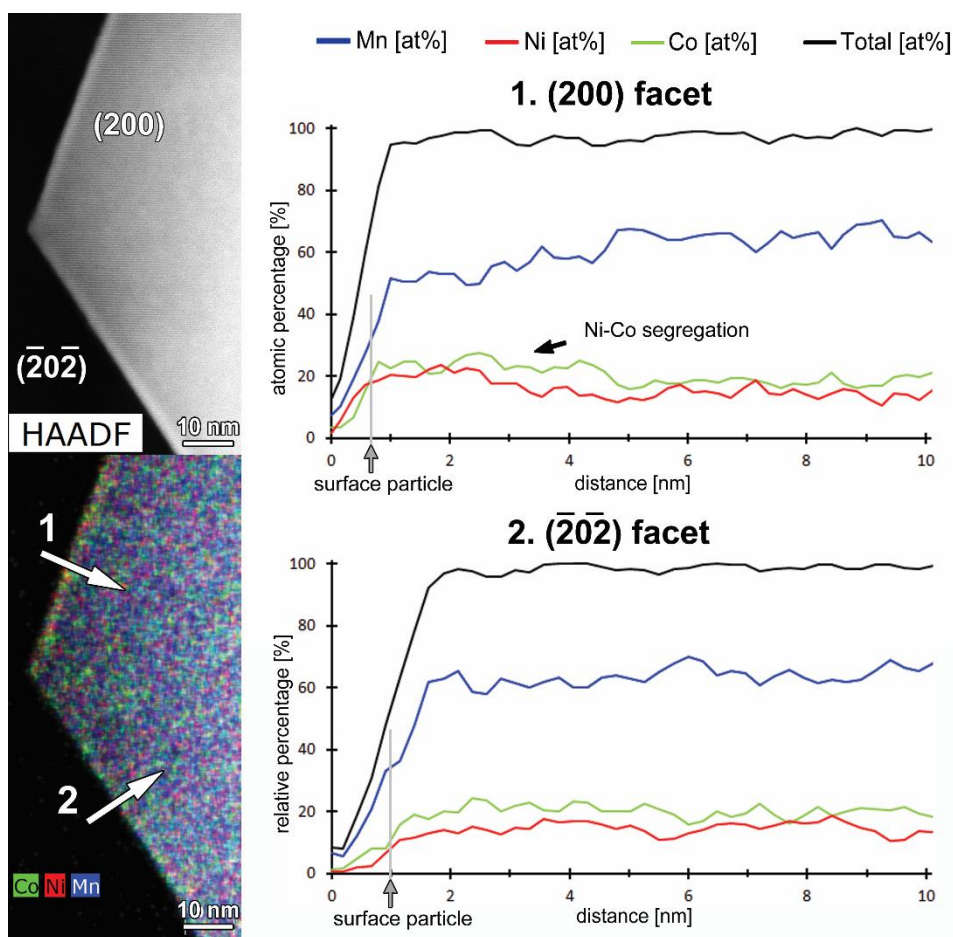 (200)
(2̄02̄)
HAADF
10 nm
1
2
Co Ni Mn
10 nm
Mn [at%] Ni [at%] Co [at%] Total [at%]
1. (200) facet
atomic percentage [%]
100
80
60
40
20
0
Ni-Co segregation
0 2 4 6 8 10
surface particle
distance [nm]
2. (2̄02̄) facet
relative percentage [%]
100
80
60
40
20
0
0 2 4 6 8 10
surface particle
distance [nm]